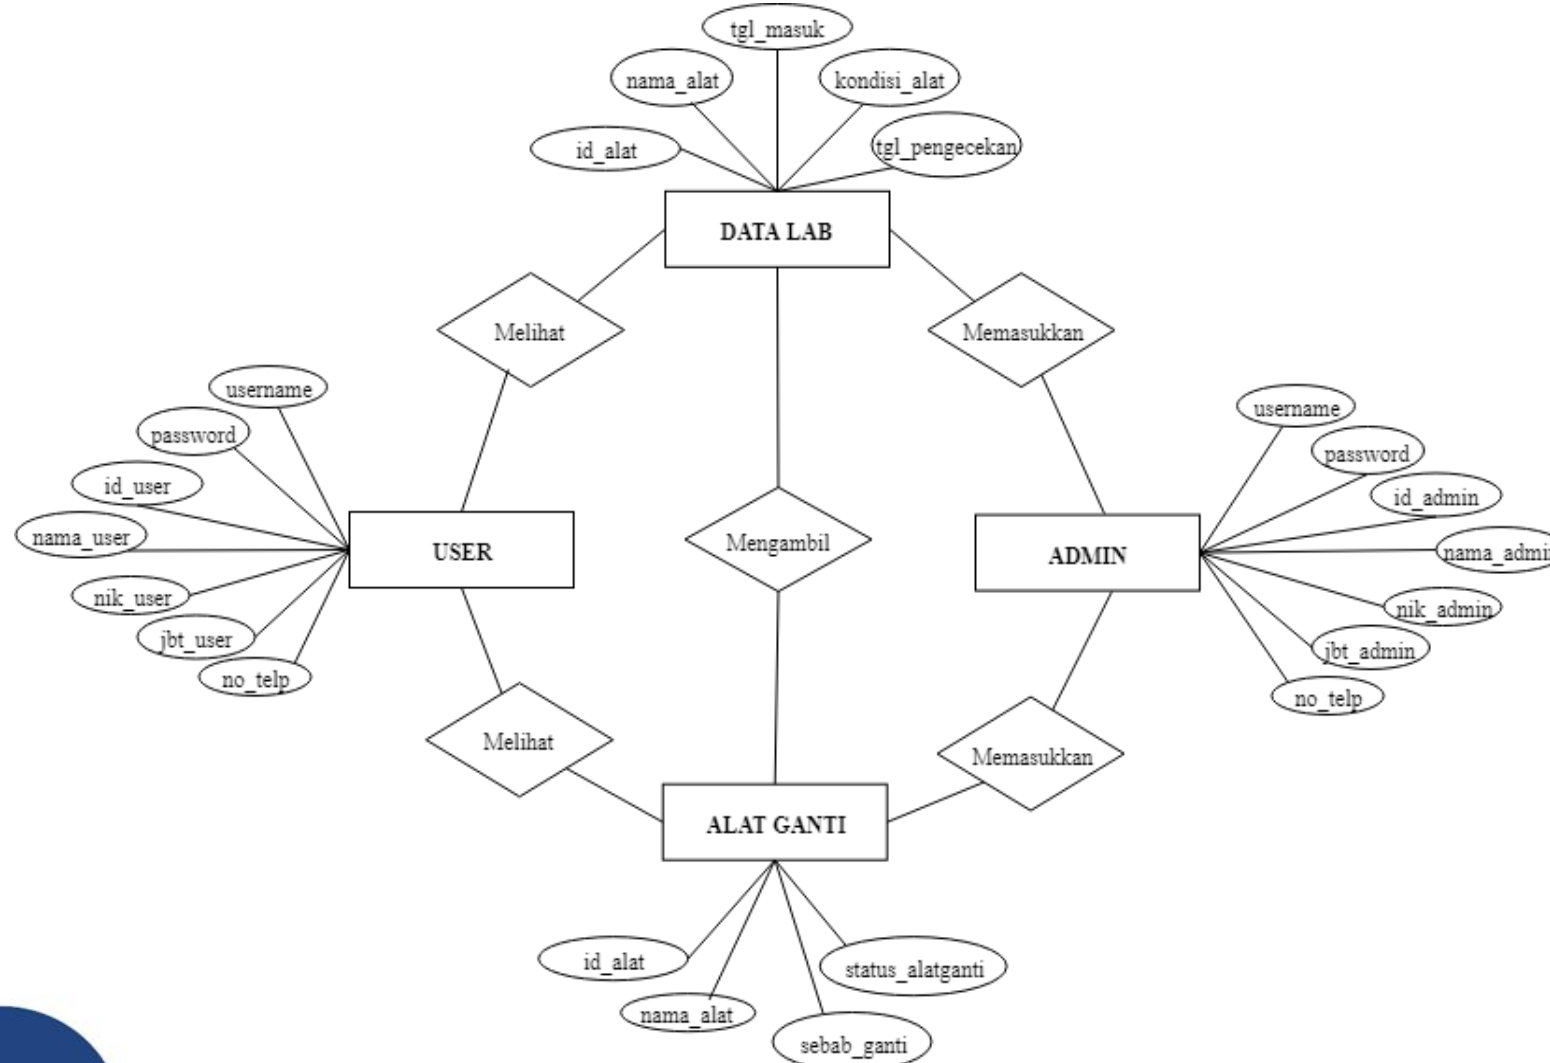 tgl_masuk
nama_alat
kondisi_alat
id_alat
tgl_pengecekan
DATA LAB
Melihat
Memasukkan
username
password
id_user
nama_user
nik_user
jbt_user
no_telp
USER
Mengambil
ADMIN
username
password
id_admin
nama_admin
nik_admin
jbt_admin
no_telp
Melihat
Memasukkan
ALAT GANTI
id_alat
nama_alat
sebab_ganti
status_alatganti